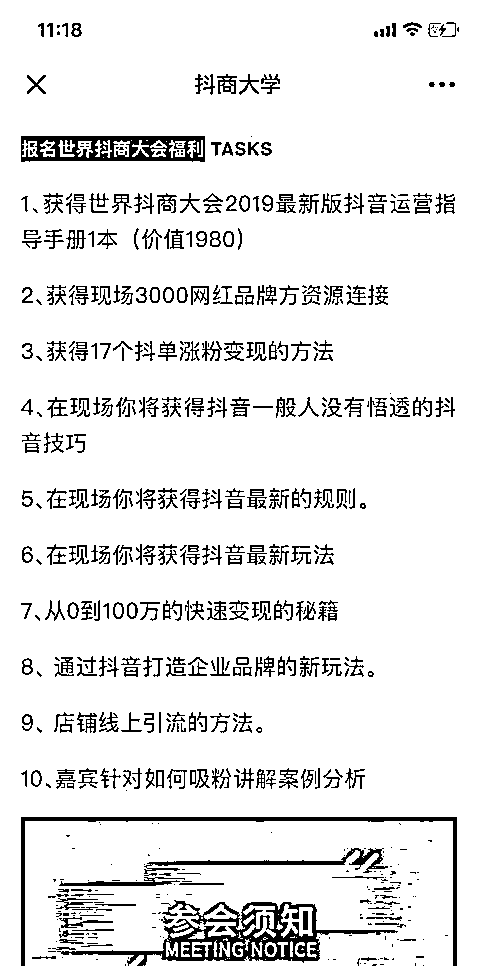 11:18
抖商大学
报名世界抖商大会福利 TASKS
1、获得世界抖商大会2019最新版抖音运营指
导手册1本（价值1980）
2、获得现场3000网红品牌方资源连接
3、获得17个抖单涨粉变现的方法
4、在现场你将获得抖音一般人没有悟透的抖
音技巧
5、在现场你将获得抖音最新的规则。
6、在现场你将获得抖音最新玩法
7、从0到100万的快速变现的秘籍
8、通过抖音打造企业品牌的新玩法。
9、店铺线上引流的方法。
10、嘉宾针对如何吸粉讲解案例分析
参会须知
MEETING NOTICE